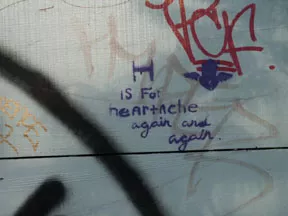 H
is For
heArtAche
again and
again.